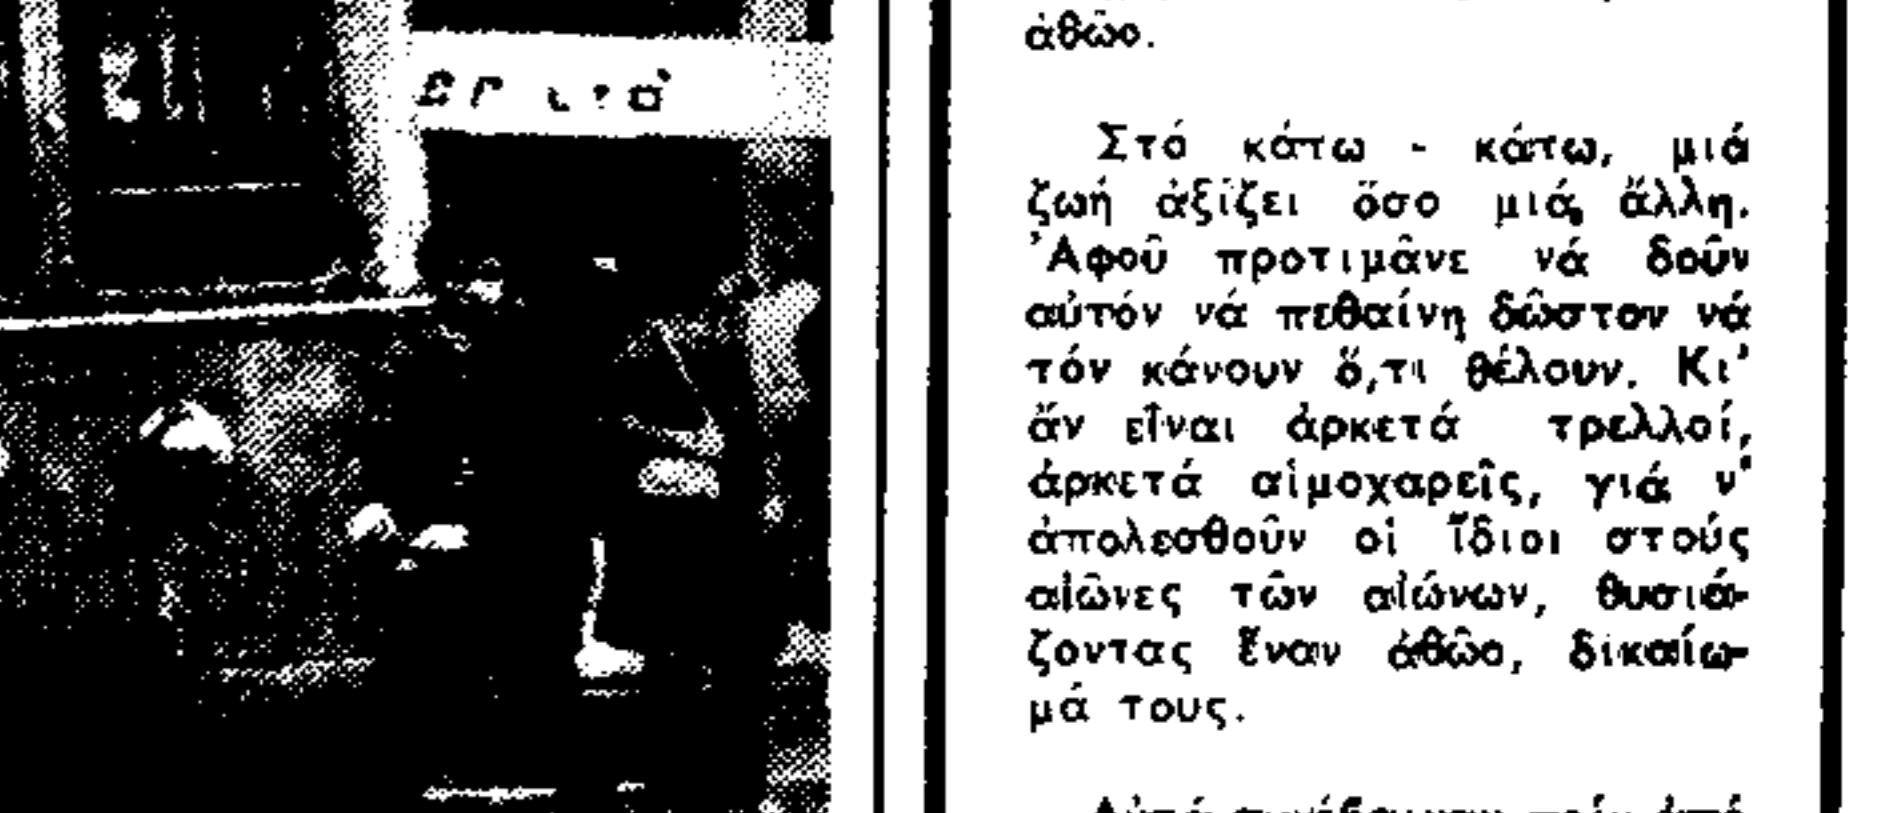 ἀθῶο.
Στό κάτω - κάτω, μιά
ζωή ἀξίζει ὅσο μιά ἄλλη.
Ἀφοῦ προτιμᾶνε νά δοῦν
αὐτόν νά πεθαίνη δῶστον νά
τόν κάνουν ὅ,τι θέλουν. Κι'
ἄν εἶναι ἀρκετά τρελλοί,
ἀρκετά αἱμοχαρεῖς, γιά ν'
ἀπολεσθοῦν οἱ ἴδιοι στούς
αἰῶνες τῶν αἰώνων, θυσιά-
ζοντας ἕναν ἀθῶο, δικαίω-
μά τους.